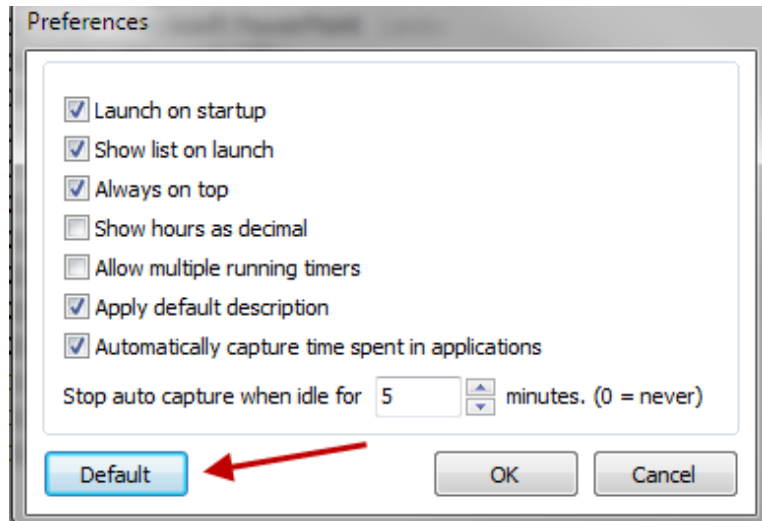 Preferences
Launch on startup
Show list on launch
Always on top
Show hours as decimal
Allow multiple running timers
Apply default description
Automatically capture time spent in applications
Stop auto capture when idle for 5 minutes. (0 = never)
Default OK Cancel